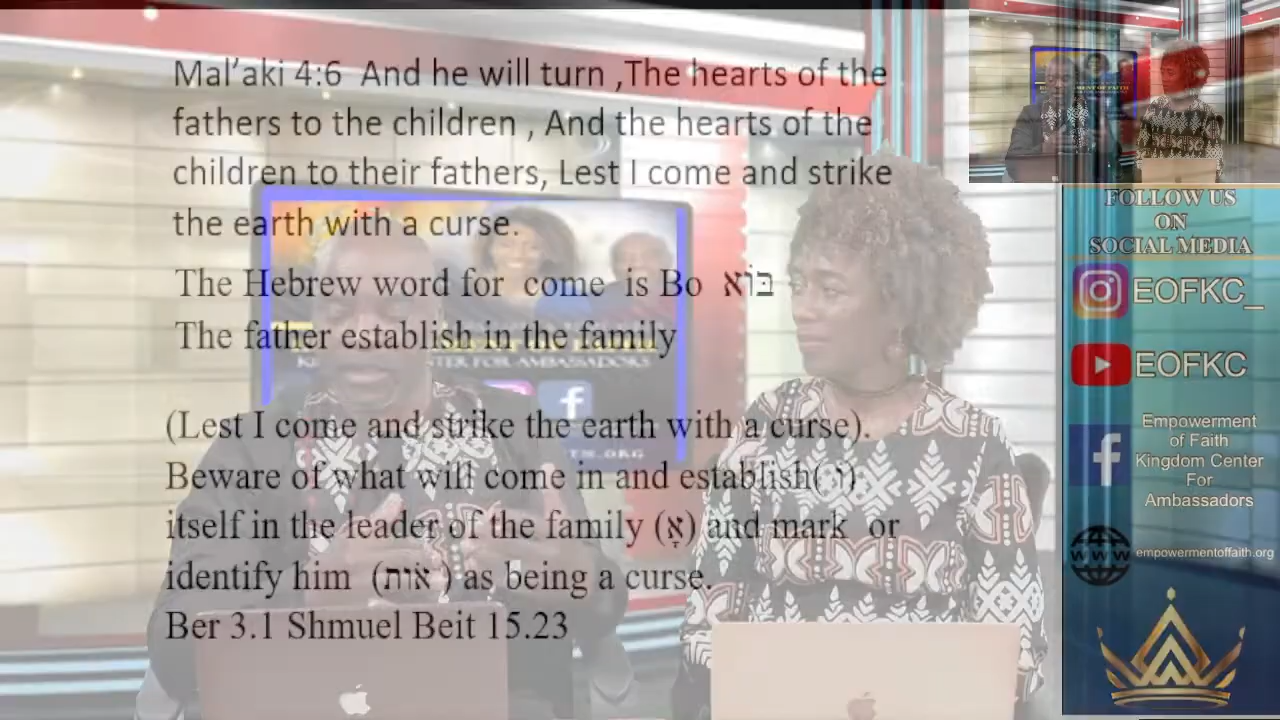 Mal’aki 4:6 And he will turn ,The hearts of the
fathers to the children , And the hearts of the
children to their fathers, Lest I come and strike
the earth with a curse.
The Hebrew word for come is Bo בּוֹא
The father establish in the family
(Lest I come and strike the earth with a curse).
Beware of what will come in and establish(וֹ)
itself in the leader of the family (אָ) and mark or
identify him (אוֹת) as being a curse.
Ber 3.1 Shmuel Beit 15.23
FOLLOW US
ON
SOCIAL MEDIA
EOFKC_
EOFKC
Empowerment
of Faith
Kingdom Center
For
Ambassadors
WWW
empowermentoffaith.org